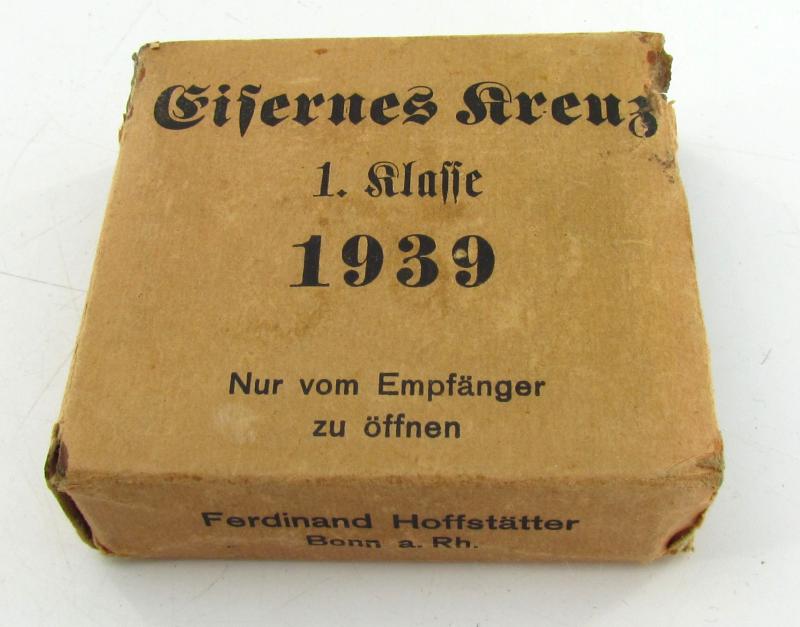 Eiſernes Kreuz
1. Klaſſe
1939
Nur vom Empfänger
zu öffnen
Ferdinand Hoffstätter
Bonn a. Rh.